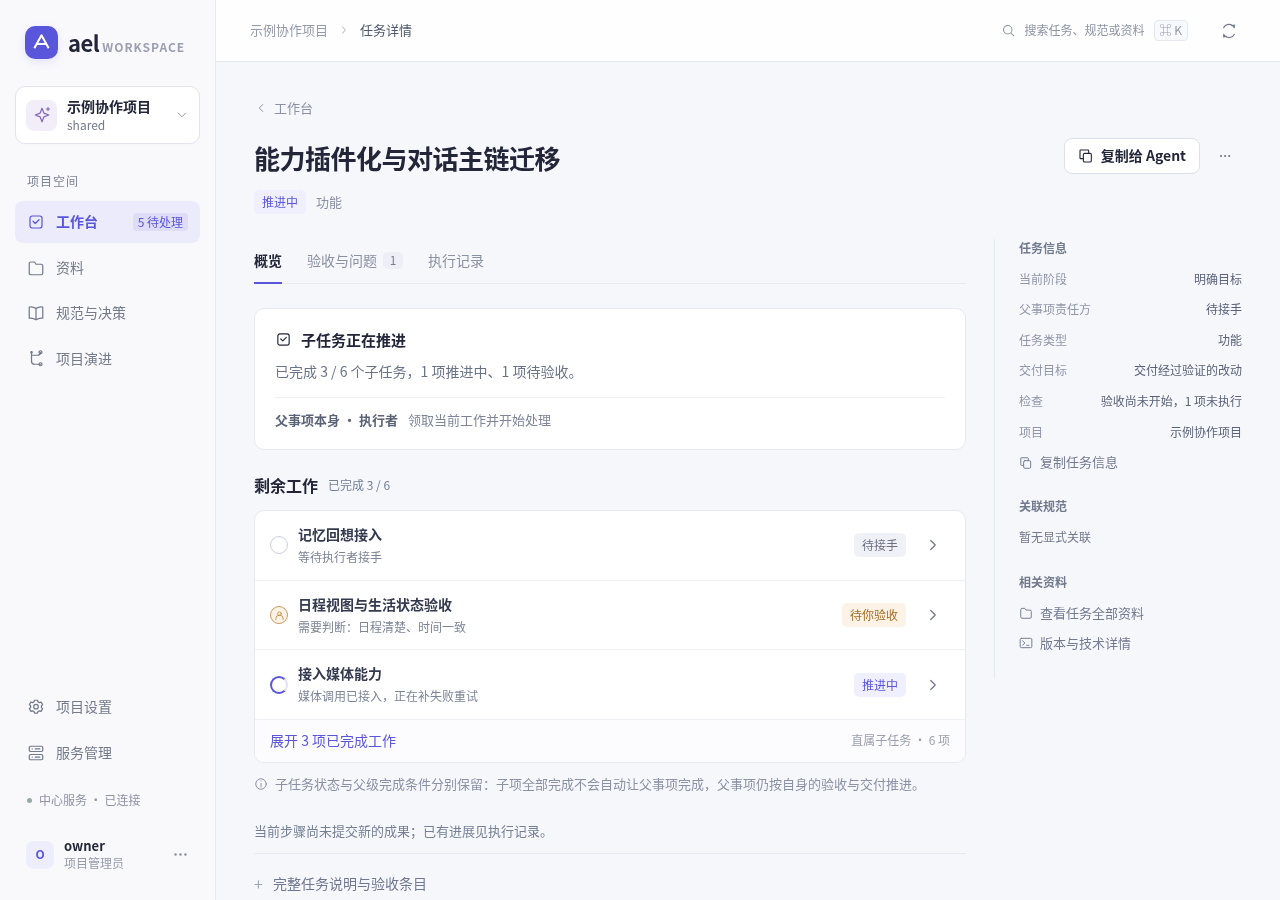 ael WORKSPACE
示例协作项目
shared
项目空间
工作台
5 待处理
资料
规范与决策
项目演进
项目设置
服务管理
中心服务 · 已连接
O
owner
项目管理员
示例协作项目
任务详情
搜索任务、规范或资料
⌘ K
工作台
能力插件化与对话主链迁移
复制给 Agent
推进中
功能
概览
验收与问题 1
执行记录
子任务正在推进
已完成 3 / 6 个子任务，1 项推进中、1 项待验收。
父事项本身 · 执行者 领取当前工作并开始处理
剩余工作 已完成 3 / 6
记忆回想接入
等待执行者接手
待接手
日程视图与生活状态验收
需要判断：日程清楚、时间一致
待你验收
接入媒体能力
媒体调用已接入，正在补失败重试
推进中
展开 3 项已完成工作
直属子任务 · 6 项
子任务状态与父级完成条件分别保留：子项全部完成不会自动让父事项完成，父事项仍按自身的验收与交付推进。
当前步骤尚未提交新的成果；已有进展见执行记录。
+ 完整任务说明与验收条目
任务信息
当前阶段 明确目标
父事项责任方 待接手
任务类型 功能
交付目标 交付经过验证的改动
检查 验收尚未开始，1 项未执行
项目 示例协作项目
复制任务信息
关联规范
暂无显式关联
相关资料
查看任务全部资料
版本与技术详情